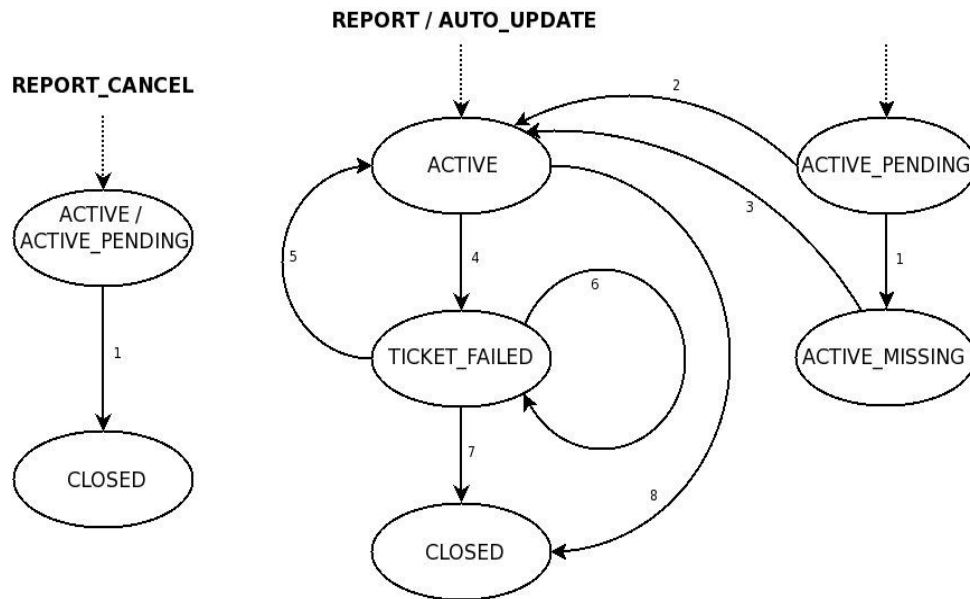 REPORT / AUTO_UPDATE
REPORT_CANCEL
2
ACTIVE
ACTIVE_PENDING
3
ACTIVE /
ACTIVE_PENDING
5
4
1
6
1
TICKET_FAILED
ACTIVE_MISSING
7
CLOSED
8
CLOSED